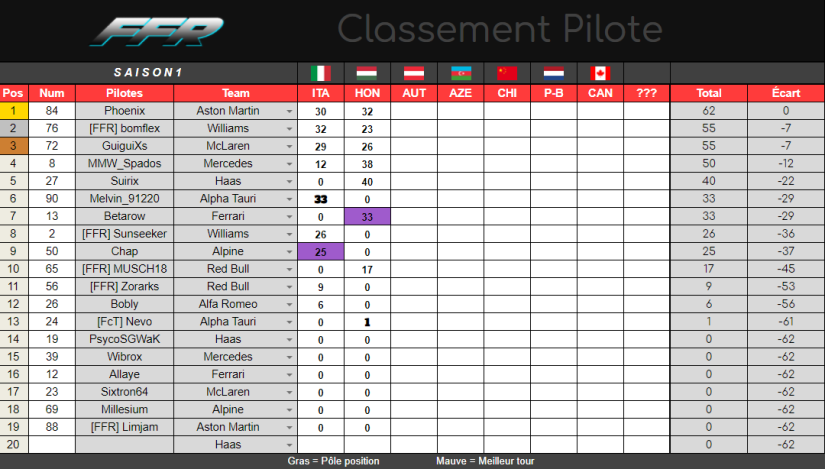 FFR Classement Pilote
SAISON1
Pos Num Pilotes Team ITA HON AUT AZE CHI P-B CAN ??? Total Écart
1 84 Phoenix Aston Martin 30 32 62 0
2 76 [FFR] bomflex Williams 32 23 55 -7
3 72 GuiguiXs McLaren 29 26 55 -7
4 8 MMW_Spados Mercedes 12 38 50 -12
5 27 Suirix Haas 0 40 40 -22
6 90 Melvin_91220 Alpha Tauri 33 0 33 -29
7 13 Betarow Ferrari 0 33 33 -29
8 2 [FFR] Sunseeker Williams 26 0 26 -36
9 50 Chap Alpine 25 0 25 -37
10 65 [FFR] MUSCH18 Red Bull 0 17 17 -45
11 56 [FFR] Zorarks Red Bull 9 0 9 -53
12 26 Bobly Alfa Romeo 6 0 6 -56
13 24 [FcT] Nevo Alpha Tauri 0 1 1 -61
14 19 PsycoSGWaK Haas 0 0 0 -62
15 39 Wibrox Mercedes 0 0 0 -62
16 12 Allaye Ferrari 0 0 0 -62
17 23 Sixtron64 McLaren 0 0 0 -62
18 69 Millesium Alpine 0 0 0 -62
19 88 [FFR] Limjam Aston Martin 0 0 0 -62
20 Haas 0 -62
Gras = Pôle position Mauve = Meilleur tour